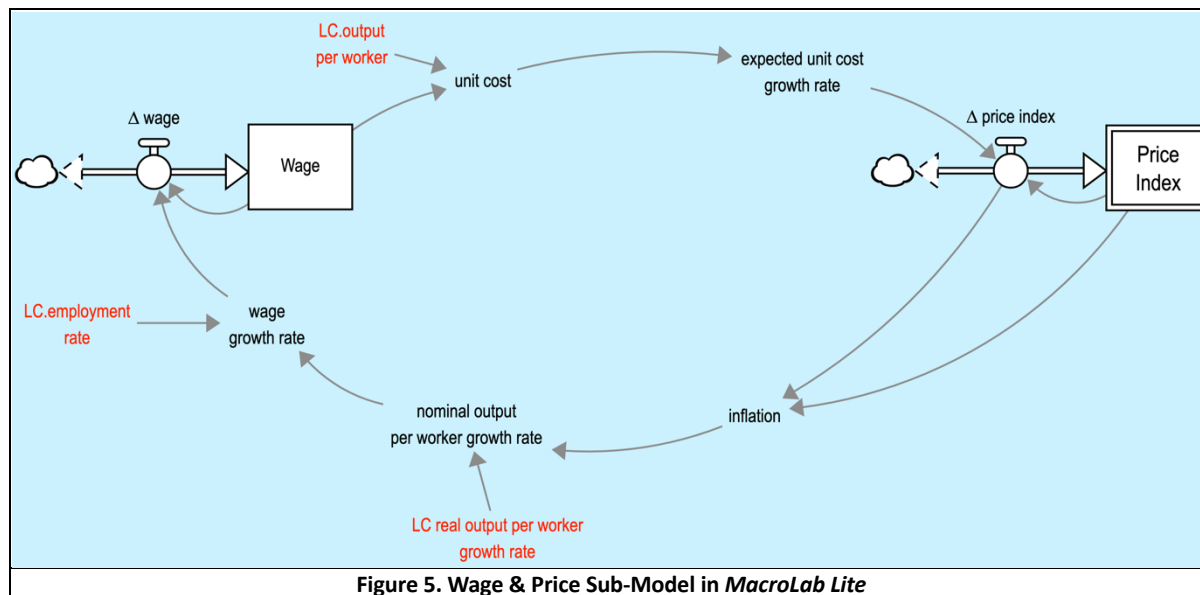 LC.output
per worker
unit cost
expected unit cost
growth rate
Δ wage
Wage
Δ price index
Price
Index
LC.employment
rate
wage
growth rate
nominal output
per worker growth rate
inflation
LC real output per worker
growth rate
Figure 5. Wage & Price Sub-Model in MacroLab Lite